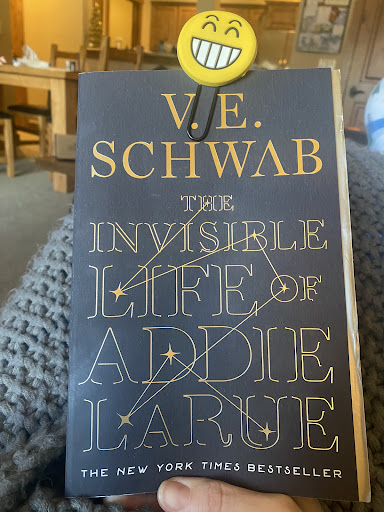 V. E.
SCHWAB
THE
INVISIBLE
LIFE OF
ADDIE
LARUE
THE NEW YORK TIMES BESTSELLER